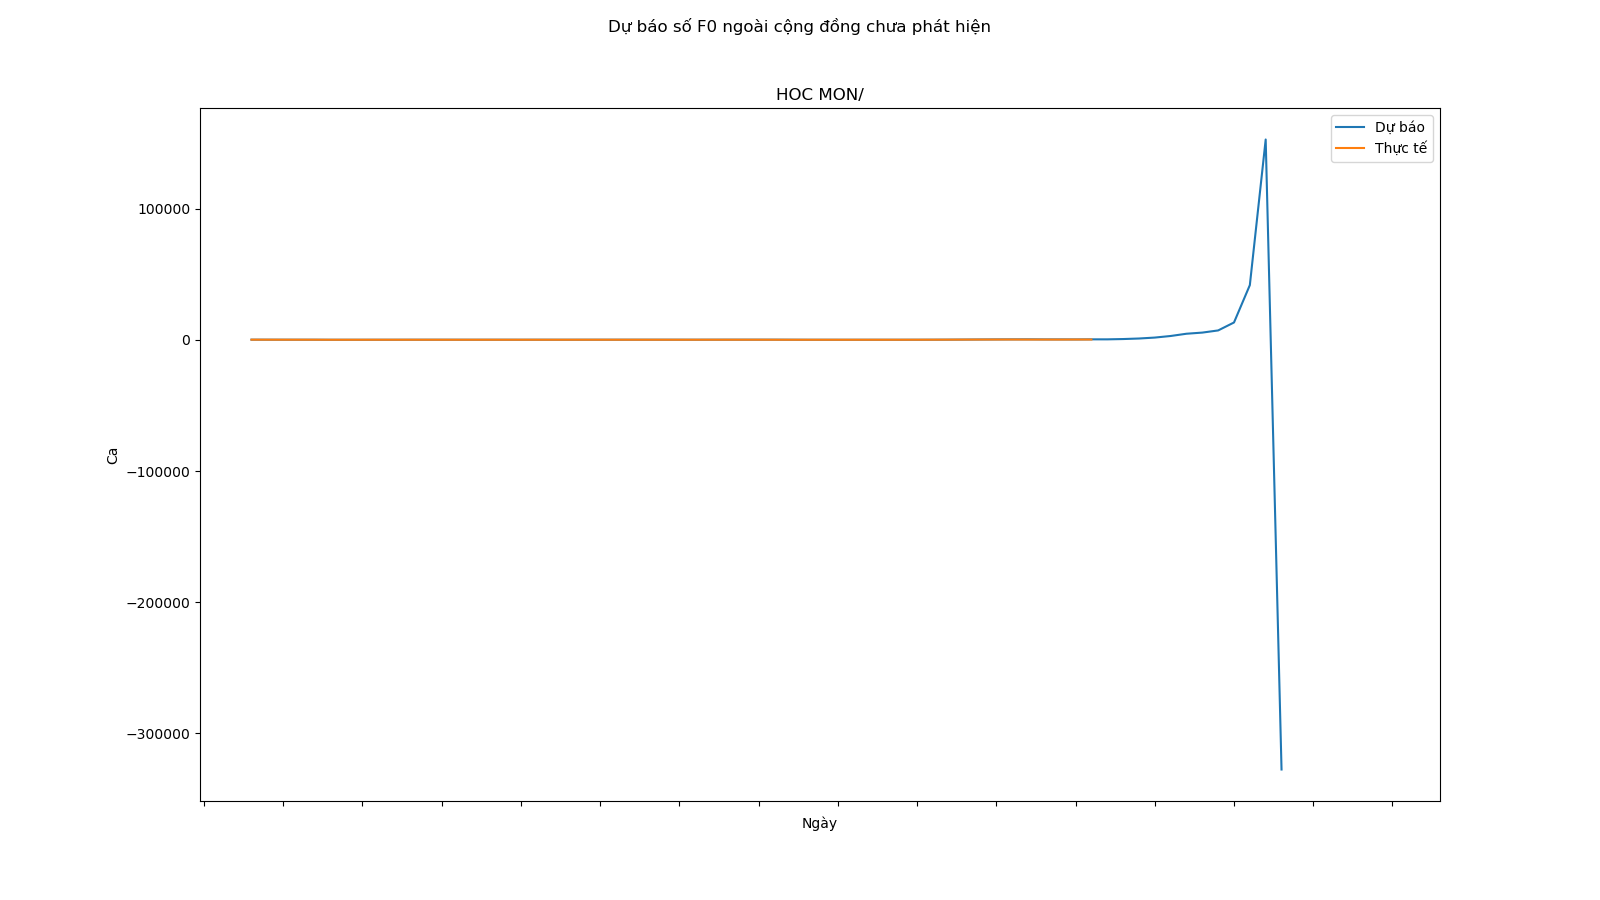 Dự báo số F0 ngoài cộng đồng chưa phát hiện
HOC MON/
Dự báo
Thực tế
100000
0
−100000
−200000
−300000
Ca
Ngày